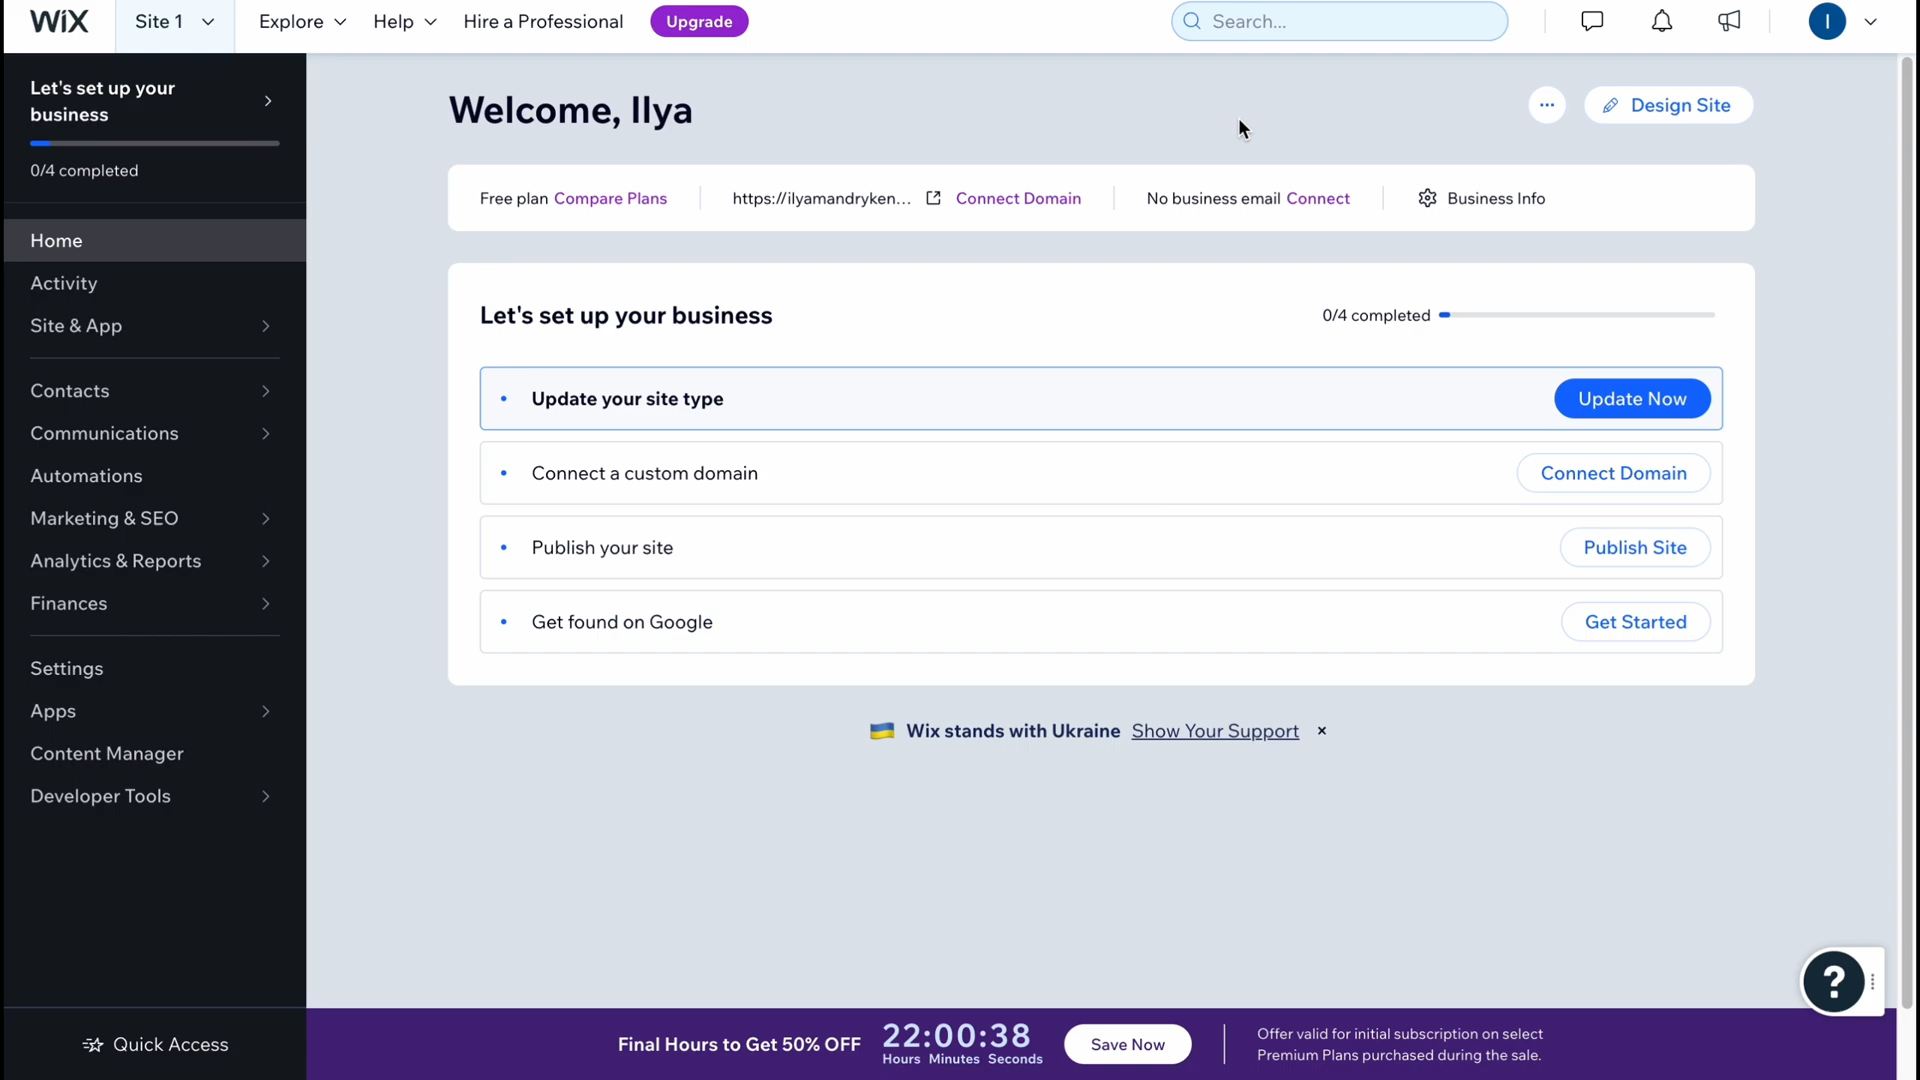 WiX
Site 1
Explore
Help
Hire a Professional
Upgrade
Search...
I
Let's set up your
business
0/4 completed
Home
Activity
Site & App
Contacts
Communications
Automations
Marketing & SEO
Analytics & Reports
Finances
Settings
Apps
Content Manager
Developer Tools
Quick Access
Welcome, Ilya
Design Site
Free plan Compare Plans
https://ilyamandryken... Connect Domain
No business email Connect
Business Info
Let's set up your business
0/4 completed
Update your site type
Update Now
Connect a custom domain
Connect Domain
Publish your site
Publish Site
Get found on Google
Get Started
Wix stands with Ukraine Show Your Support
?
Final Hours to Get 50% OFF
22:00:38
Hours Minutes Seconds
Save Now
Offer valid for initial subscription on select
Premium Plans purchased during the sale.